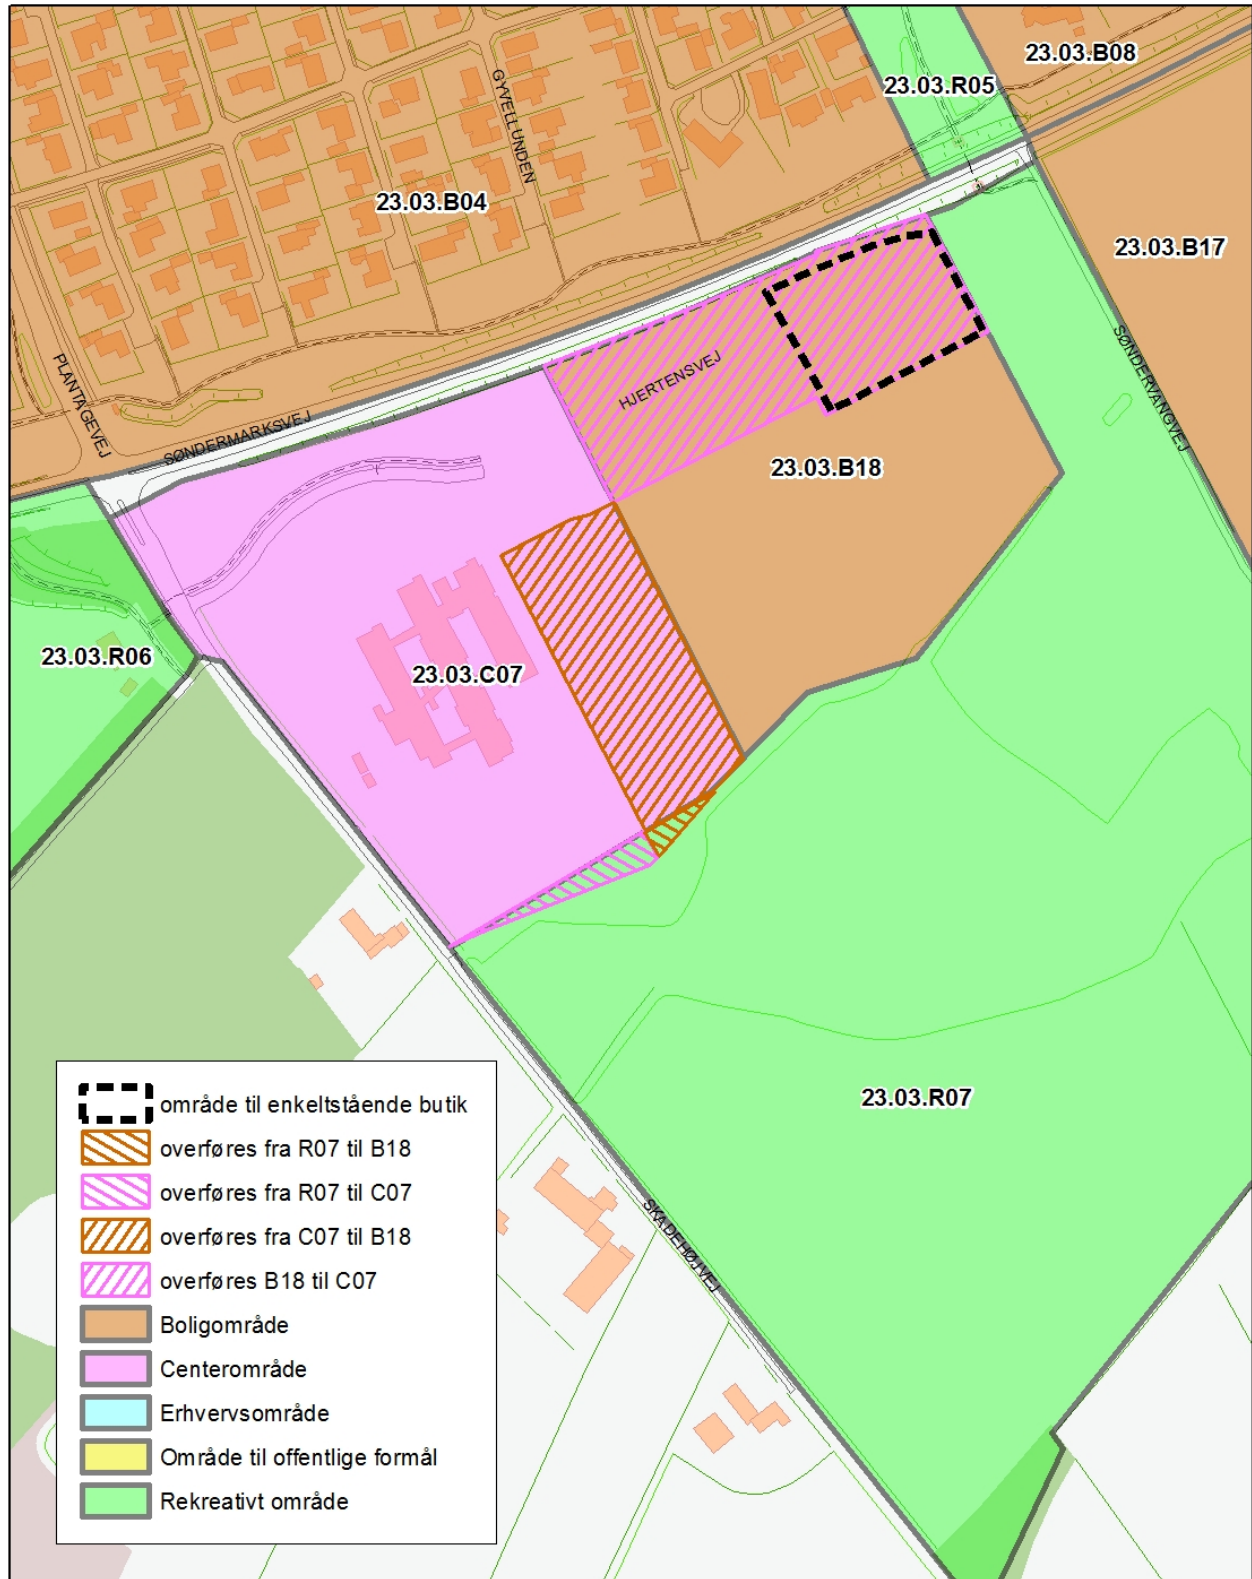 23.03.B08
23.03.R05
GYVELLUNDEN
23.03.B04
23.03.B17
PLANTAGEVEJ
SØNDERMARKSVEJ
HJERTENSVEJ
SØNDERVANGVEJ
23.03.B18
23.03.R06
23.03.C07
23.03.R07
SKADEHØJVEJ
område til enkeltstående butik
overføres fra R07 til B18
overføres fra R07 til C07
overføres fra C07 til B18
overføres B18 til C07
Boligområde
Centerområde
Erhvervsområde
Område til offentlige formål
Rekreativt område